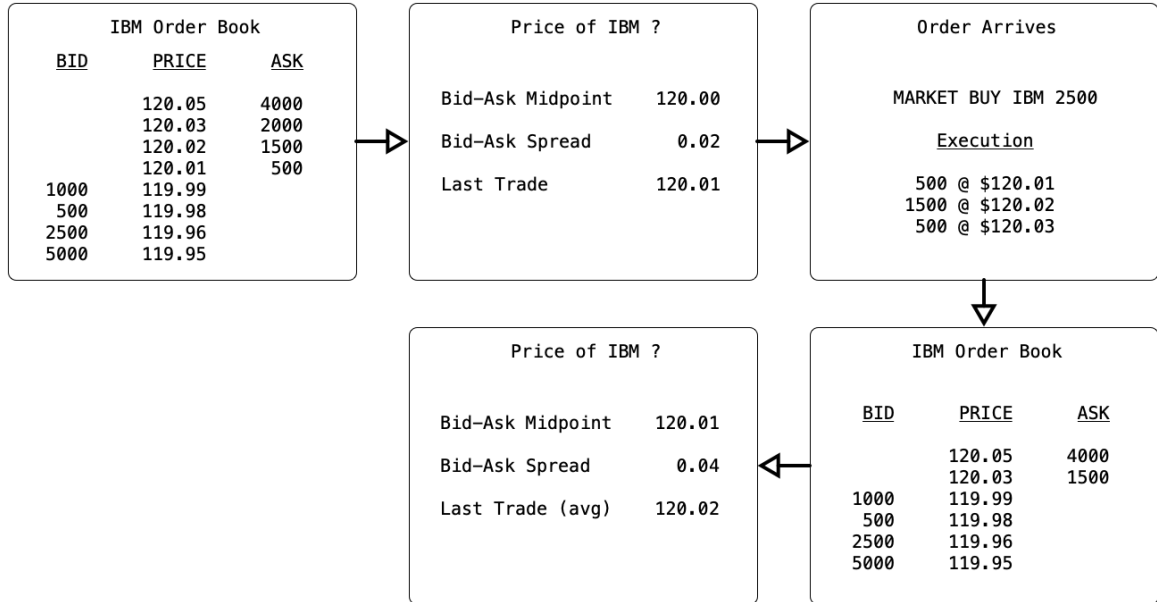 IBM Order Book
BID PRICE ASK
120.05 4000
120.03 2000
120.02 1500
120.01 500
1000 119.99
500 119.98
2500 119.96
5000 119.95
Price of IBM ?
Bid-Ask Midpoint 120.00
Bid-Ask Spread 0.02
Last Trade 120.01
Order Arrives
MARKET BUY IBM 2500
Execution
500 @ $120.01
1500 @ $120.02
500 @ $120.03
IBM Order Book
BID PRICE ASK
120.05 4000
120.03 1500
1000 119.99
500 119.98
2500 119.96
5000 119.95
Price of IBM ?
Bid-Ask Midpoint 120.01
Bid-Ask Spread 0.04
Last Trade (avg) 120.02